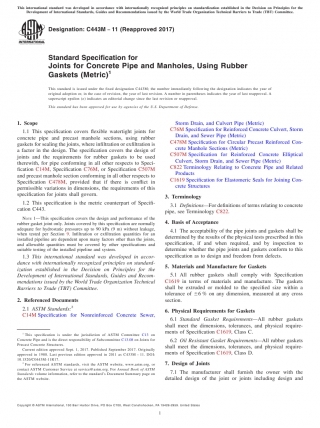 This international standard was developed in accordance with internationally recognized principles on standardization established in the Decision on Principles for the
Development of International Standards, Guides and Recommendations issued by the World Trade Organization Technical Barriers to Trade (TBT) Committee.
Designation: C443M − 11 (Reapproved 2017)
Standard Specification for
Joints for Concrete Pipe and Manholes, Using Rubber
Gaskets (Metric)1
This standard is issued under the fixed designation C443M; the number immediately following the designation indicates the year of
original adoption or, in the case of revision, the year of last revision. A number in parentheses indicates the year of last reapproval. A
superscript epsilon (ε) indicates an editorial change since the last revision or reapproval.
This standard has been approved for use by agencies of the U.S. Department of Defense.
1. Scope
1.1 This specification covers flexible watertight joints for
concrete pipe and precast manhole sections, using rubber
gaskets for sealing the joints, where infiltration or exfiltration is
a factor in the design. The specification covers the design of
joints and the requirements for rubber gaskets to be used
therewith, for pipe conforming in all other respects to Speci-
fication C14M, Specification C76M, or Specification C507M
and precast manhole section conforming in all other respects to
Specification C478M, provided that if there is conflict in
permissible variations in dimensions, the requirements of this
specification for joints shall govern.
1.2 This specification is the metric counterpart of Specifi-
cation C443.
NOTE 1—This specification covers the design and performance of the
rubber gasket joint only. Joints covered by this specification are normally
adequate for hydrostatic pressures up to 90 kPa (9 m) without leakage,
when tested per Section 9. Infiltration or exfiltration quantities for an
installed pipeline are dependent upon many factors other than the joints,
and allowable quantities must be covered by other specifications and
suitable testing of the installed pipeline and system.
1.3 This international standard was developed in accor-
dance with internationally recognized principles on standard-
ization established in the Decision on Principles for the
Development of International Standards, Guides and Recom-
mendations issued by the World Trade Organization Technical
Barriers to Trade (TBT) Committee.
2. Referenced Documents
2.1 ASTM Standards:2
C14M Specification for Nonreinforced Concrete Sewer,
1 This specification is under the jurisdiction of ASTM Committee C13 on
Concrete Pipe and is the direct responsibility of Subcommittee C13.08 on Joints for
Precast Concrete Structures.
Current edition approved Sept. 1, 2017. Published September 2017. Originally
approved in 1980. Last previous edition approved in 2011 as C443M – 11. DOI:
10.1520/C0443M-11R17.
2 For referenced ASTM standards, visit the ASTM website, www.astm.org, or
contact ASTM Customer Service at service@astm.org. For Annual Book of ASTM
Standards volume information, refer to the standard's Document Summary page on
the ASTM website.
Storm Drain, and Culvert Pipe (Metric)
C76M Specification for Reinforced Concrete Culvert, Storm
Drain, and Sewer Pipe (Metric)
C478M Specification for Circular Precast Reinforced Con-
crete Manhole Sections (Metric)
C507M Specification for Reinforced Concrete Elliptical
Culvert, Storm Drain, and Sewer Pipe (Metric)
C822 Terminology Relating to Concrete Pipe and Related
Products
C1619 Specification for Elastomeric Seals for Joining Con-
crete Structures
3. Terminology
3.1 Definitions—For definitions of terms relating to concrete
pipe, see Terminology C822.
4. Basis of Acceptance
4.1 The acceptability of the pipe joints and gaskets shall be
determined by the results of the physical tests prescribed in this
specification, if and when required, and by inspection to
determine whether the pipe joints and gaskets conform to this
specification as to design and freedom from defects.
5. Materials and Manufacture for Gaskets
5.1 All rubber gaskets shall comply with Specification
C1619 in terms of materials and manufacture. The gaskets
shall be extruded or molded to the specified size within a
tolerance of ±6 % on any dimension, measured at any cross
section.
6. Physical Requirements for Gaskets
6.1 Standard Gasket Requirements—All rubber gaskets
shall meet the dimensions, tolerances, and physical require-
ments of Specification C1619, Class C.
6.2 Oil Resistant Gasket Requirements—All rubber gaskets
shall meet the dimensions, tolerances, and physical require-
ments of Specification C1619, Class D.
7. Design of Joints
7.1 The manufacturer shall furnish the owner with the
detailed design of the joint or joints including design and
Copyright © ASTM International, 100 Barr Harbor Drive, PO Box C700, West Conshohocken, PA 19428-2959. United States
1